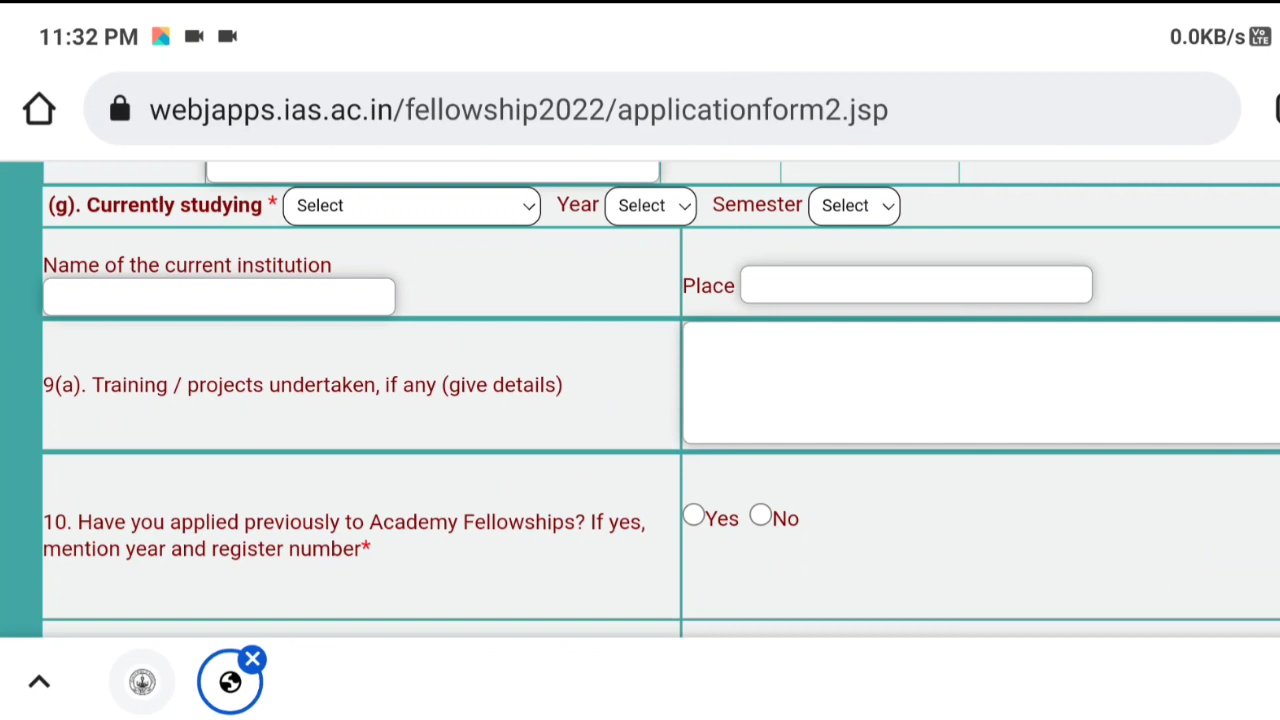 11:32 PM 0.0KB/s Vo LTE
webjapps.ias.ac.in/fellowship2022/applicationform2.jsp
(g). Currently studying * Select Year Select Semester Select
Name of the current institution
Place
9(a). Training / projects undertaken, if any (give details)
10. Have you applied previously to Academy Fellowships? If yes,
mention year and register number*
Yes No